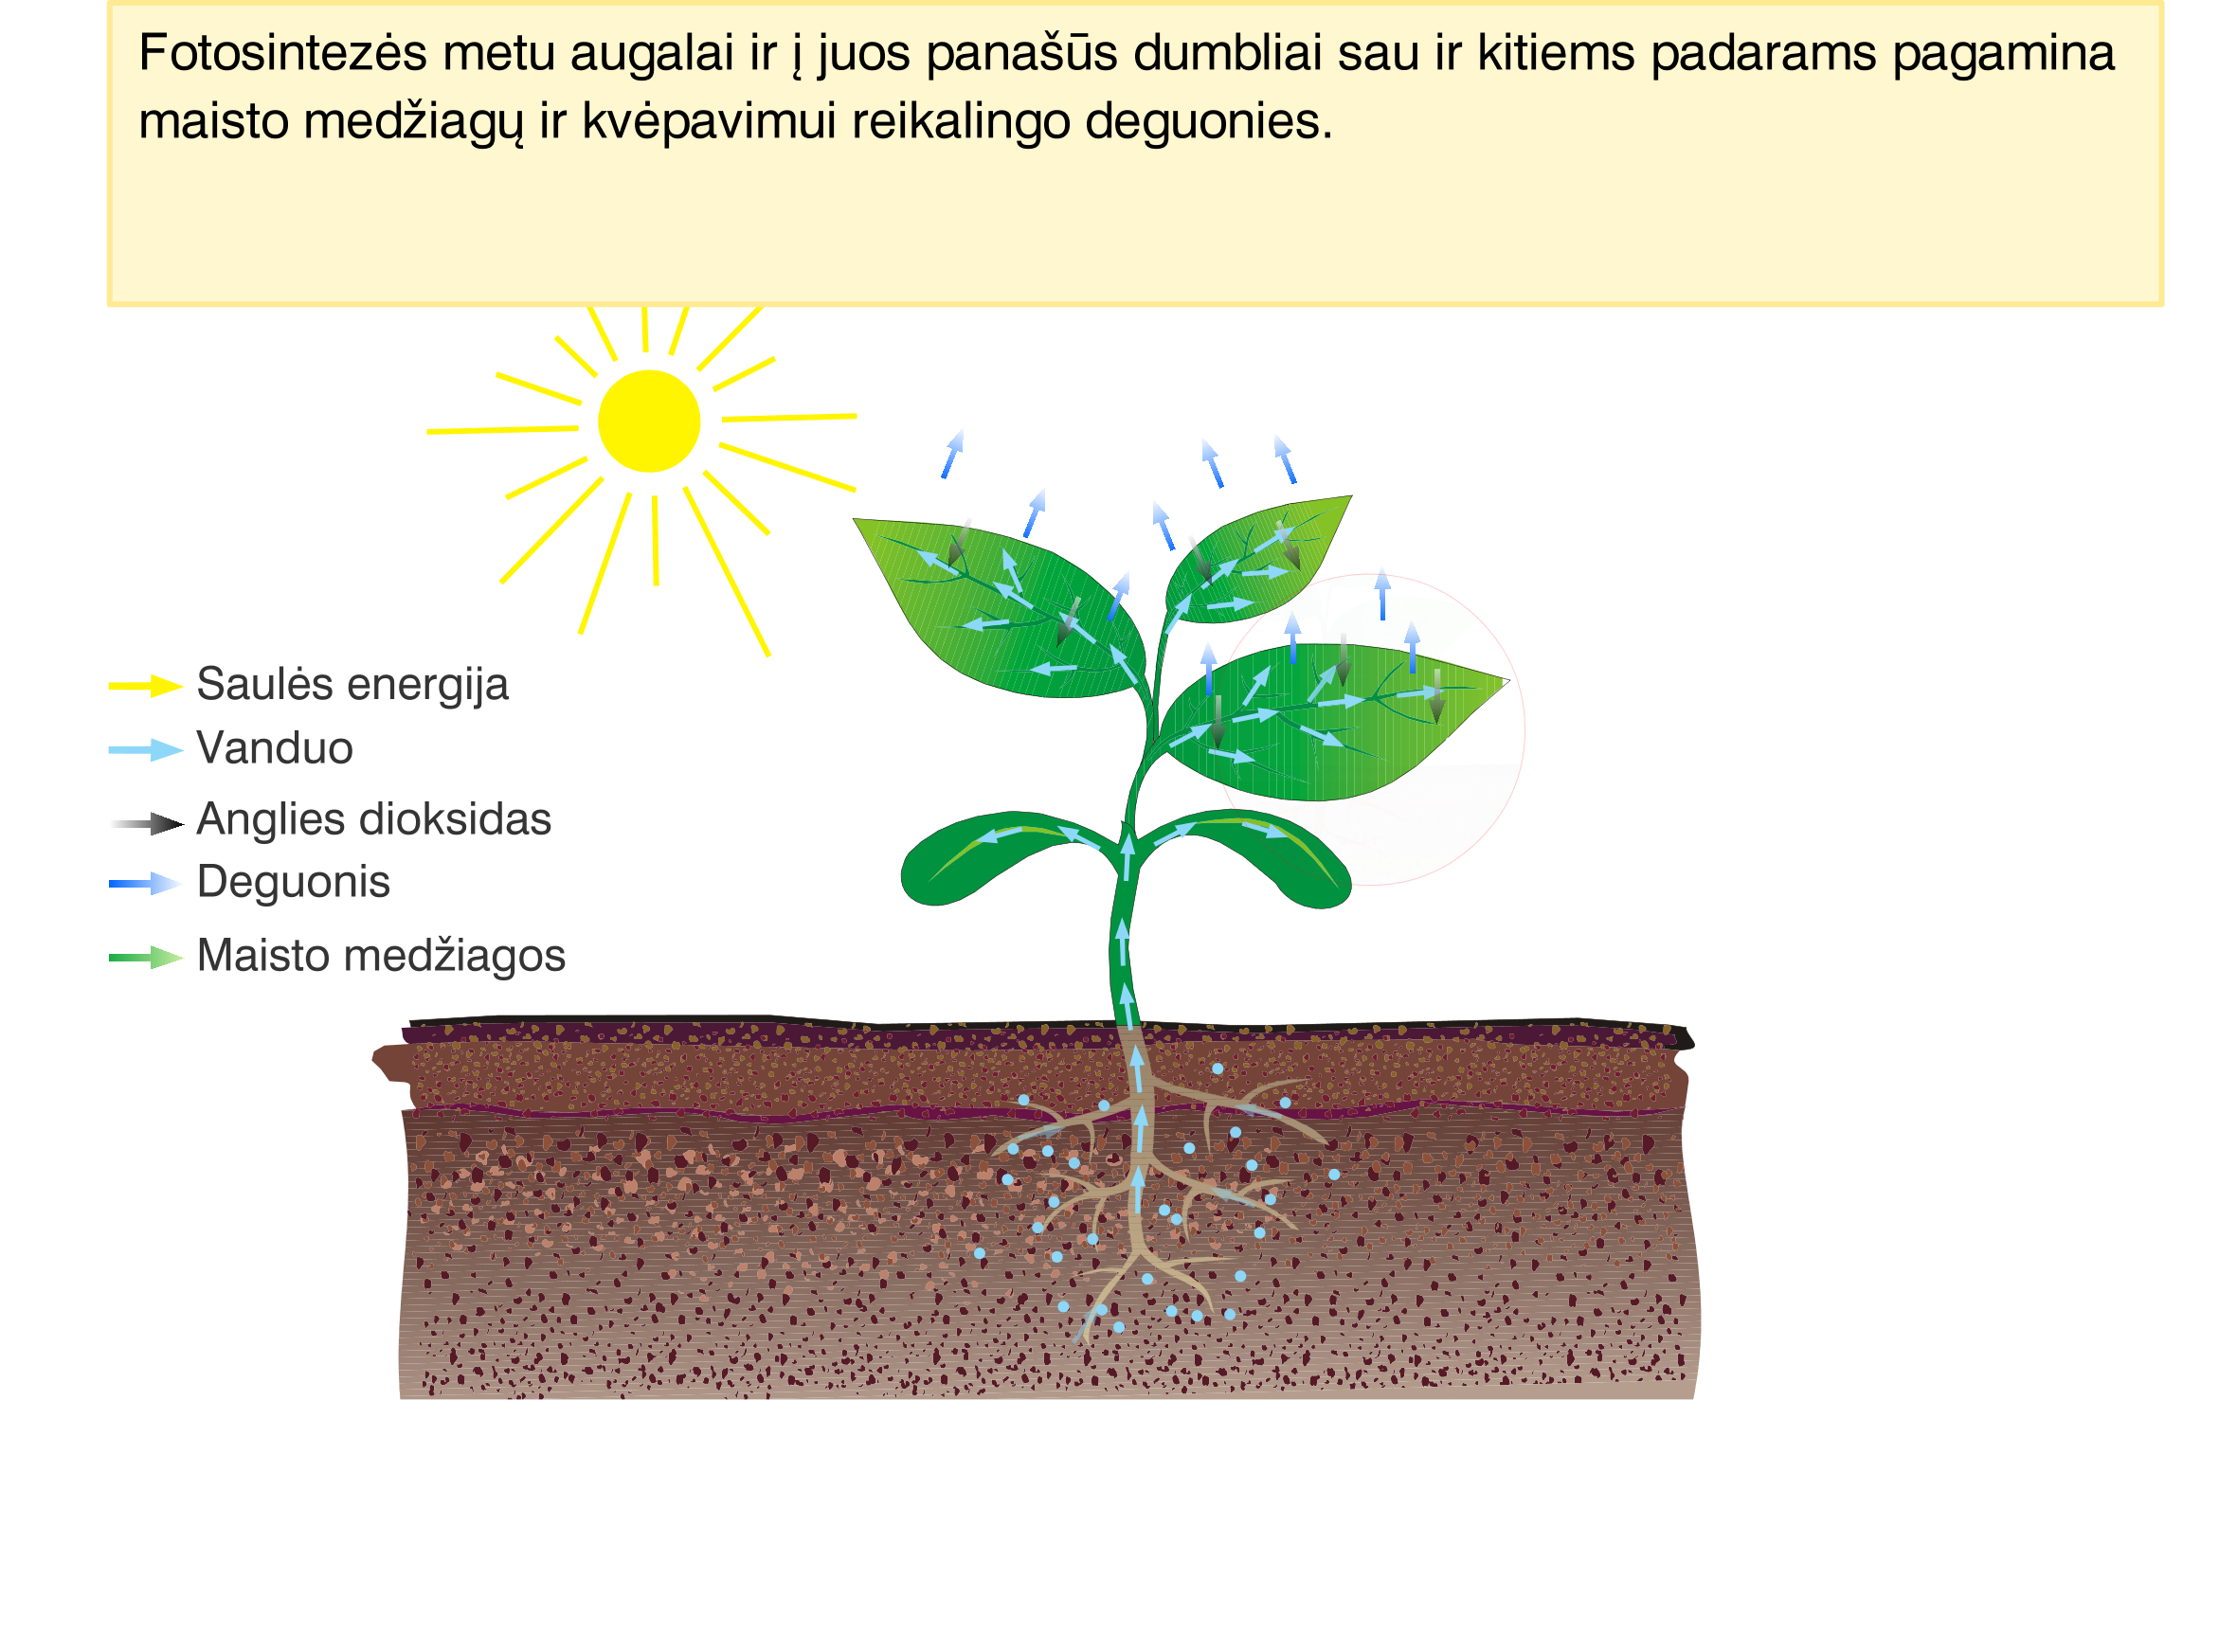 Fotosintezės metu augalai ir į juos panašūs dumbliai sau ir kitiems padarams pagamina
maisto medžiagų ir kvėpavimui reikalingo deguonies.
Saulės energija
Vanduo
Anglies dioksidas
Deguonis
Maisto medžiagos